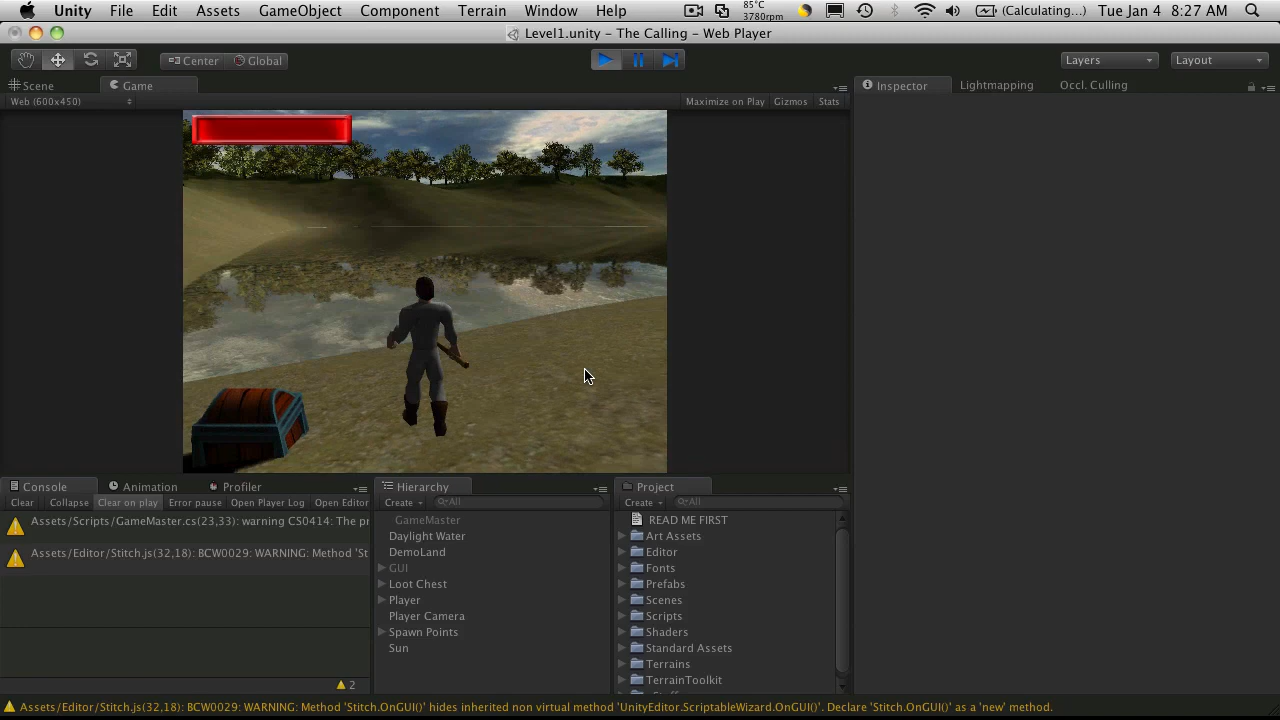 Unity File Edit Assets GameObject Component Terrain Window Help 85°C 3780rpm (Calculating...) Tue Jan 4 8:27 AM
Level1.unity - The Calling - Web Player
Center Global Layers Layout
Scene Game Inspector Lightmapping Occl. Culling
Web (600x450) Maximize on Play Gizmos Stats
Console Animation Profiler
Clear Collapse Clear on play Error pause Open Player Log Open Editor
Assets/Scripts/GameMaster.cs(23,33): warning CS0414: The pr
Assets/Editor/Stitch.js(32,18): BCW0029: WARNING: Method 'St
2
Hierarchy
Create All
GameMaster
Daylight Water
DemoLand
GUI
Loot Chest
Player
Player Camera
Spawn Points
Sun
Project
Create All
READ ME FIRST
Art Assets
Editor
Fonts
Prefabs
Scenes
Scripts
Shaders
Standard Assets
Terrains
TerrainToolkit
Assets/Editor/Stitch.js(32,18): BCW0029: WARNING: Method 'Stitch.OnGUI()' hides inherited non virtual method 'UnityEditor.ScriptableWizard.OnGUI()'. Declare 'Stitch.OnGUI()' as a 'new' method.